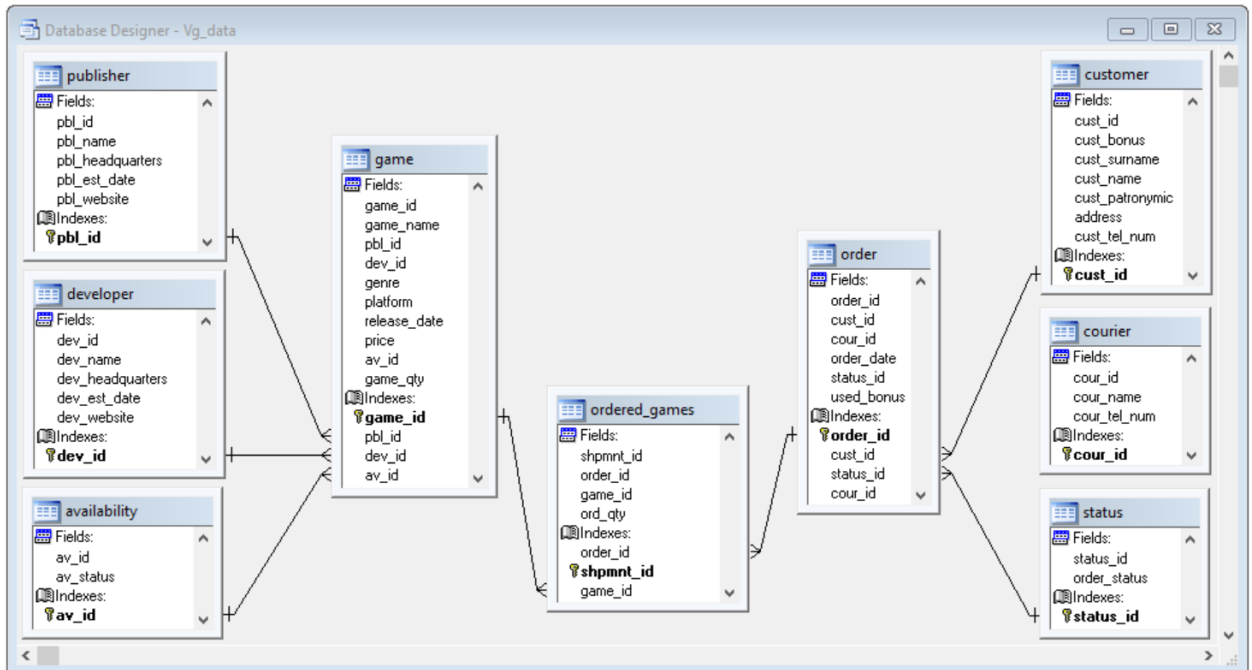 Database Designer - Vg_data
publisher
Fields:
pbl_id
pbl_name
pbl_headquarters
pbl_est_date
pbl_website
Indexes:
pbl_id
developer
Fields:
dev_id
dev_name
dev_headquarters
dev_est_date
dev_website
Indexes:
dev_id
availability
Fields:
av_id
av_status
Indexes:
av_id
game
Fields:
game_id
game_name
pbl_id
dev_id
genre
platform
release_date
price
av_id
game_qty
Indexes:
game_id
pbl_id
dev_id
av_id
ordered_games
Fields:
shpmnt_id
order_id
game_id
ord_qty
Indexes:
order_id
shpmnt_id
game_id
order
Fields:
order_id
cust_id
cour_id
order_date
status_id
used_bonus
Indexes:
order_id
cust_id
status_id
cour_id
customer
Fields:
cust_id
cust_bonus
cust_surname
cust_name
cust_patronymic
address
cust_tel_num
Indexes:
cust_id
courier
Fields:
cour_id
cour_name
cour_tel_num
Indexes:
cour_id
status
Fields:
status_id
order_status
Indexes:
status_id